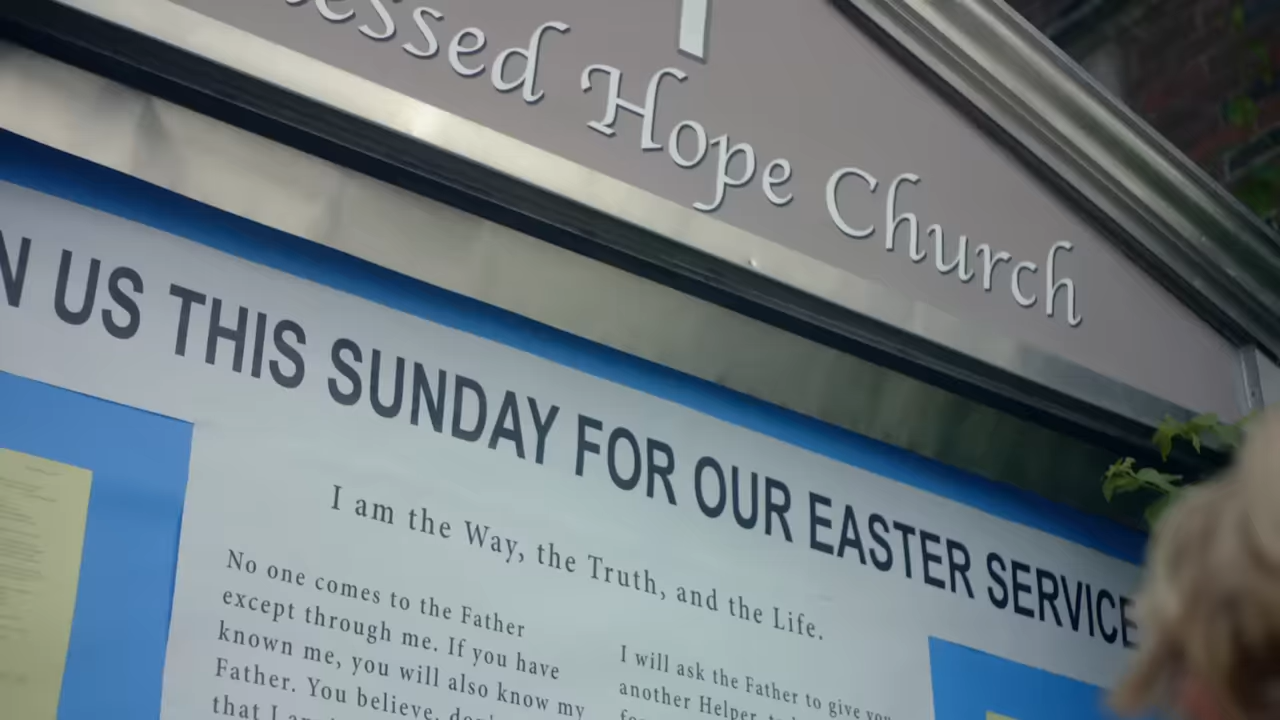 essed Hope Church
N US THIS SUNDAY FOR OUR EASTER SERVICE
I am the Way, the Truth, and the Life.
No one comes to the Father
except through me. If you have
known me, you will also know my
Father. You believe,
that I
I will ask the Father to give you
another Helper,